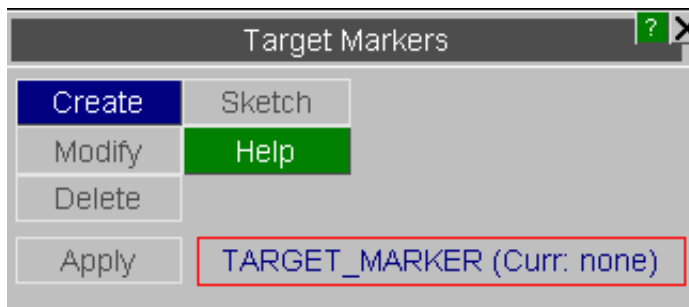 Target Markers ? X
Create Sketch
Modify Help
Delete
Apply TARGET_MARKER (Curr: none)